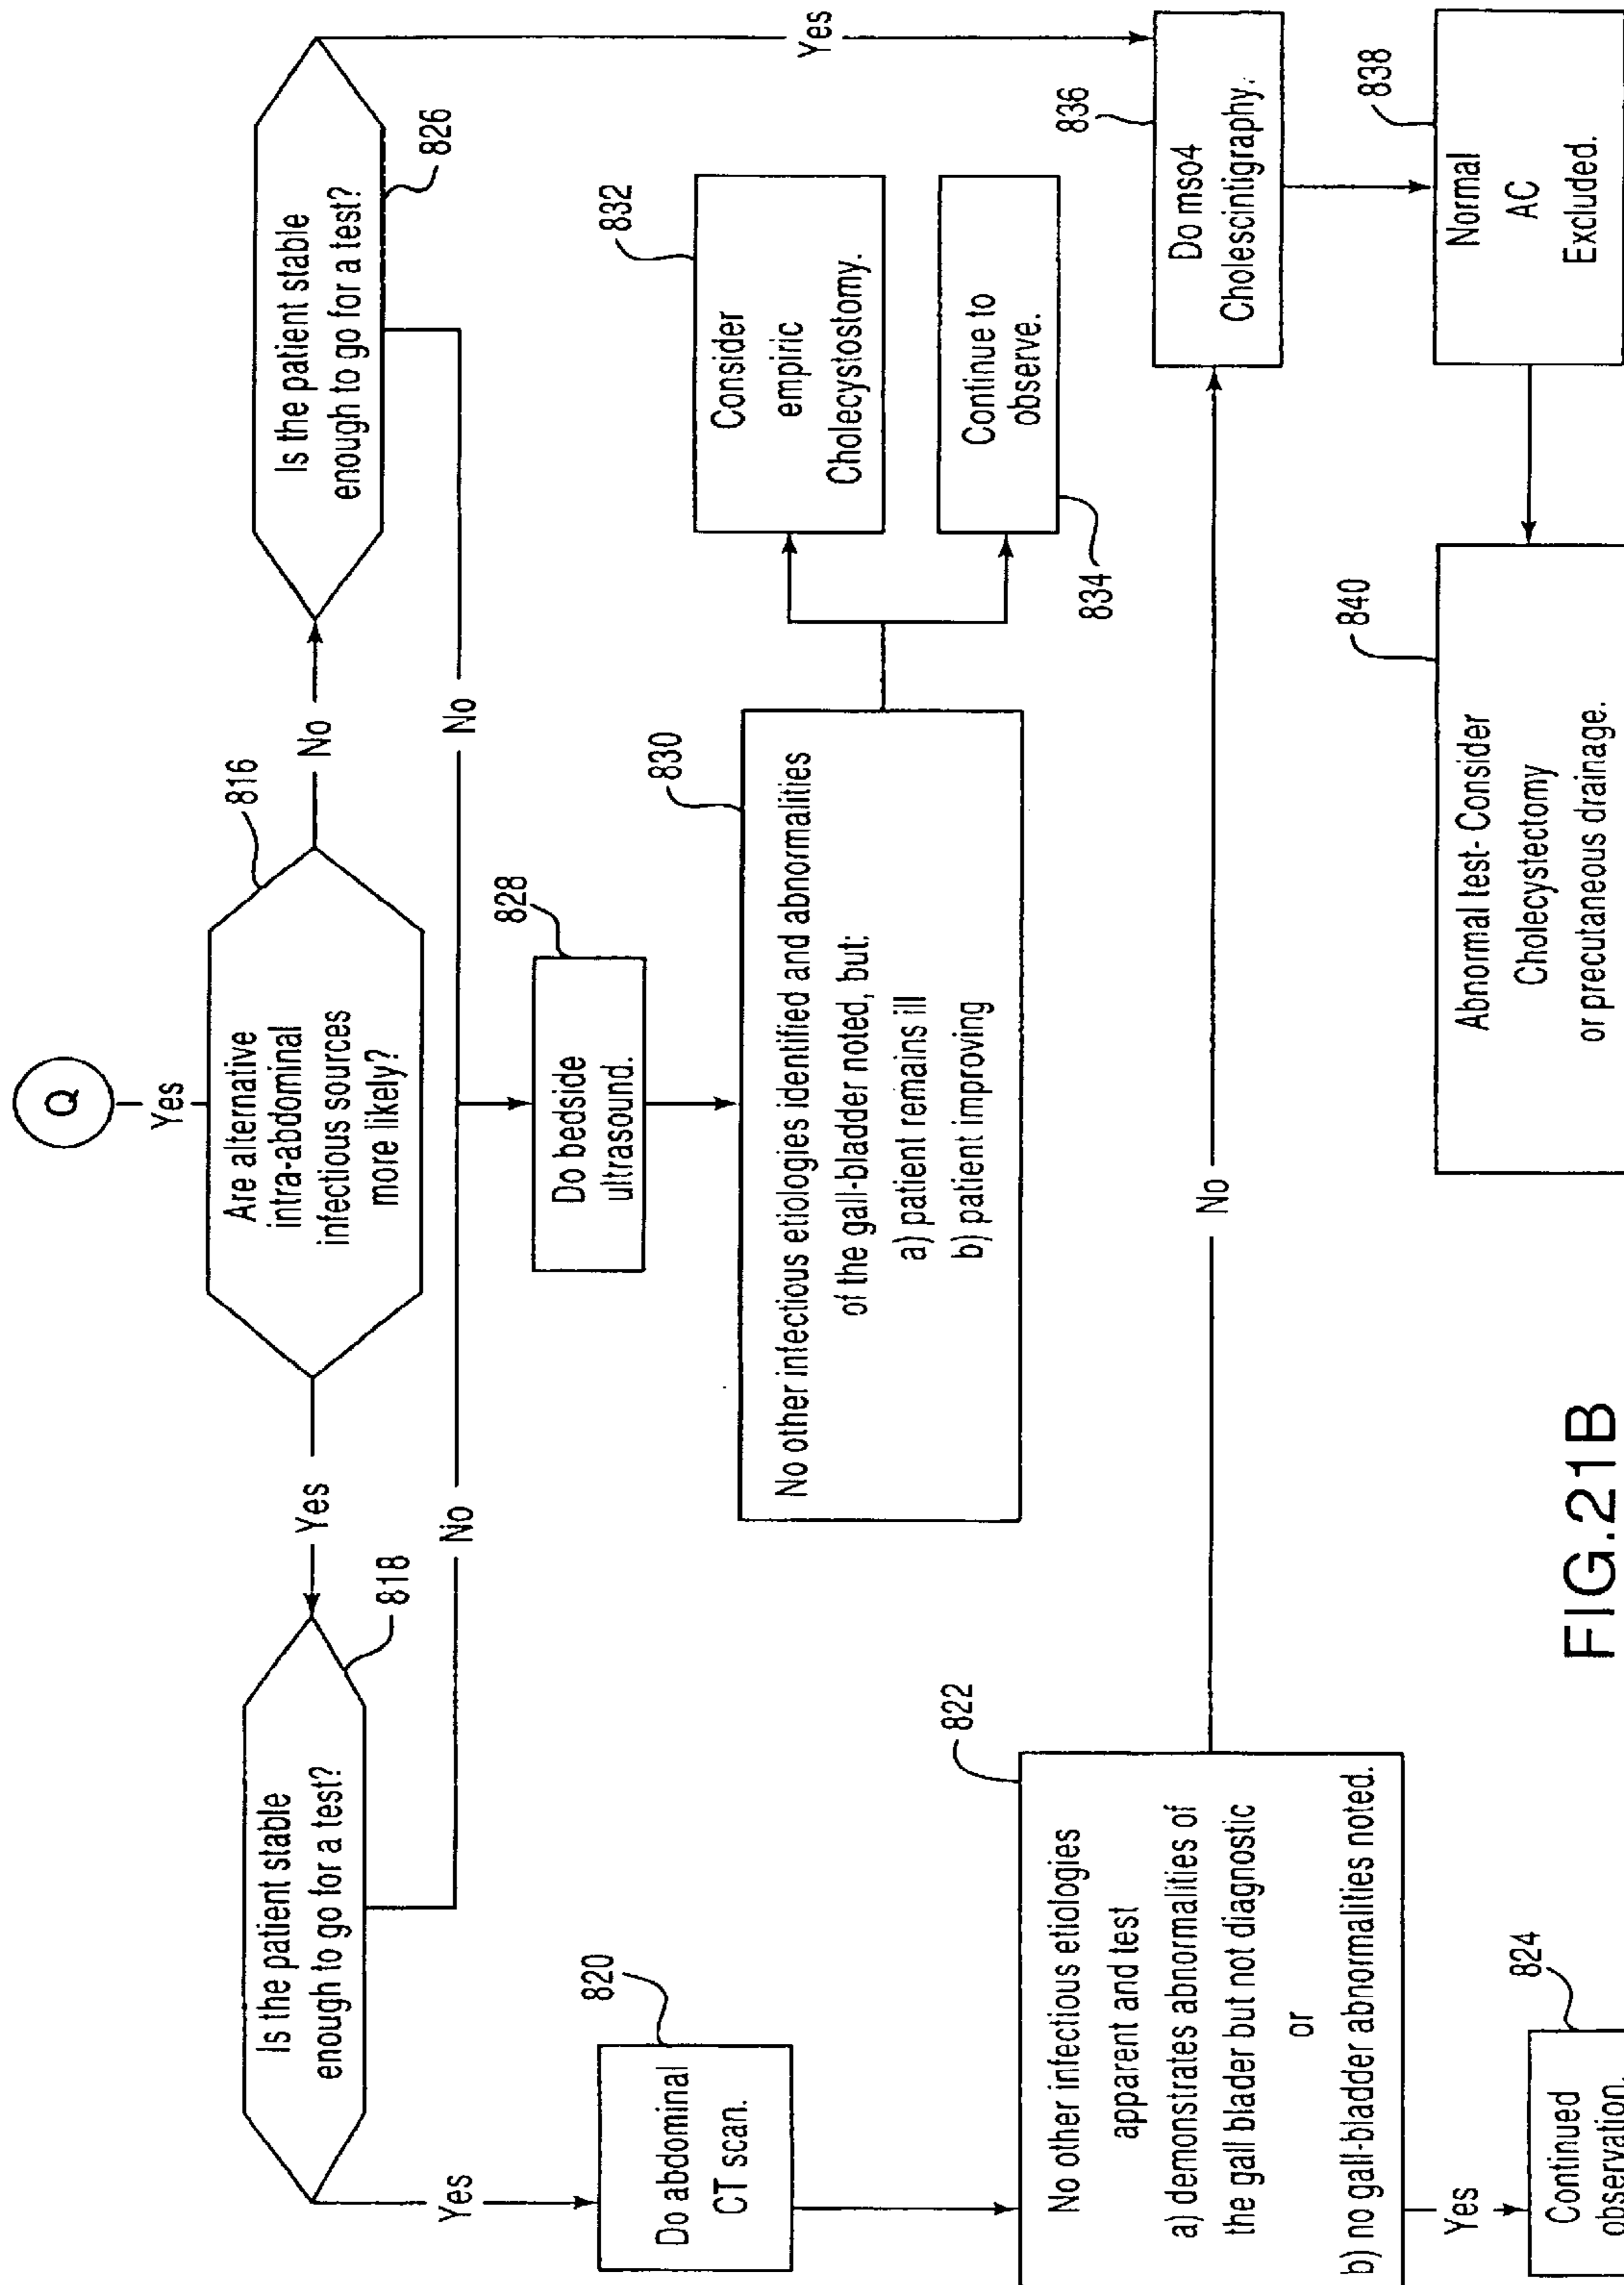 Q
Yes
816
Are alternative
intra-abdominal
infectious sources
more likely?
Yes
No
818
Is the patient stable
enough to go for a test?
826
Is the patient stable
enough to go for a test?
No
No
Yes
Yes
820
Do abdominal
CT scan.
828
Do bedside
ultrasound.
830
No other infectious etiologies identified and abnormalities
of the gall-bladder noted, but:
a) patient remains ill
b) patient improving
832
Consider
empiric
Cholecystostomy.
834
Continue to
observe.
822
No other infectious etiologies
apparent and test
a) demonstrates abnormalities of
the gall blader but not diagnostic
or
b) no gall-bladder abnormalities noted.
No
836
Do mso4
Cholescintigraphy.
Yes
824
Continued
observation.
838
Normal
AC
Excluded.
840
Abnormal test- Consider
Cholecystectomy
or precutaneous drainage.
FIG.21B